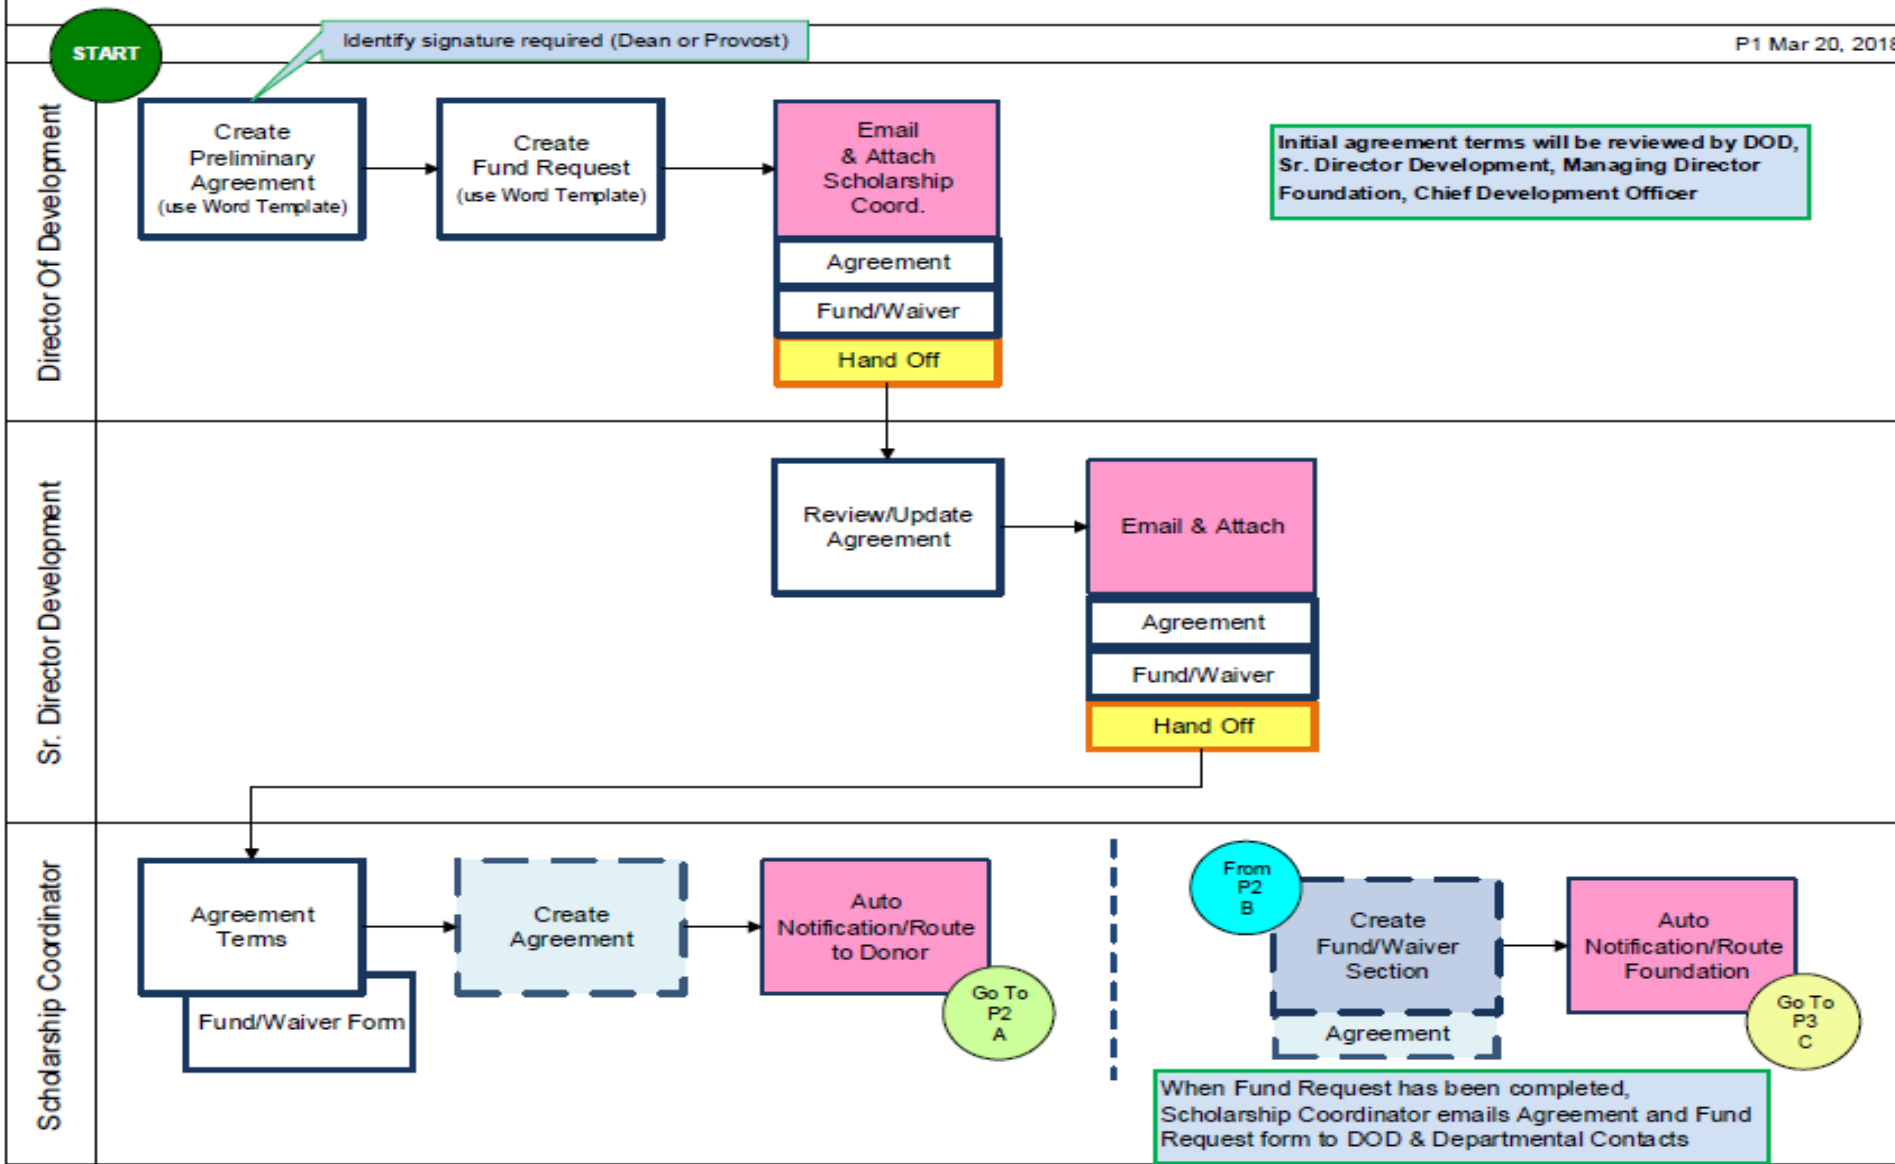 START
Identify signature required (Dean or Provost)
P1 Mar 20, 2018
Director Of Development
Create
Preliminary
Agreement
(use Word Template)
Create
Fund Request
(use Word Template)
Email
& Attach
Scholarship
Coord.
Agreement
Fund/Waiver
Hand Off
Initial agreement terms will be reviewed by DOD,
Sr. Director Development, Managing Director
Foundation, Chief Development Officer
Sr. Director Development
Review/Update
Agreement
Email & Attach
Agreement
Fund/Waiver
Hand Off
Scholarship Coordinator
Agreement
Terms
Fund/Waiver Form
Create
Agreement
Auto
Notification/Route
to Donor
Go To
P2
A
From
P2
B
Create
Fund/Waiver
Section
Agreement
Auto
Notification/Route
Foundation
Go To
P3
C
When Fund Request has been completed,
Scholarship Coordinator emails Agreement and Fund
Request form to DOD & Departmental Contacts